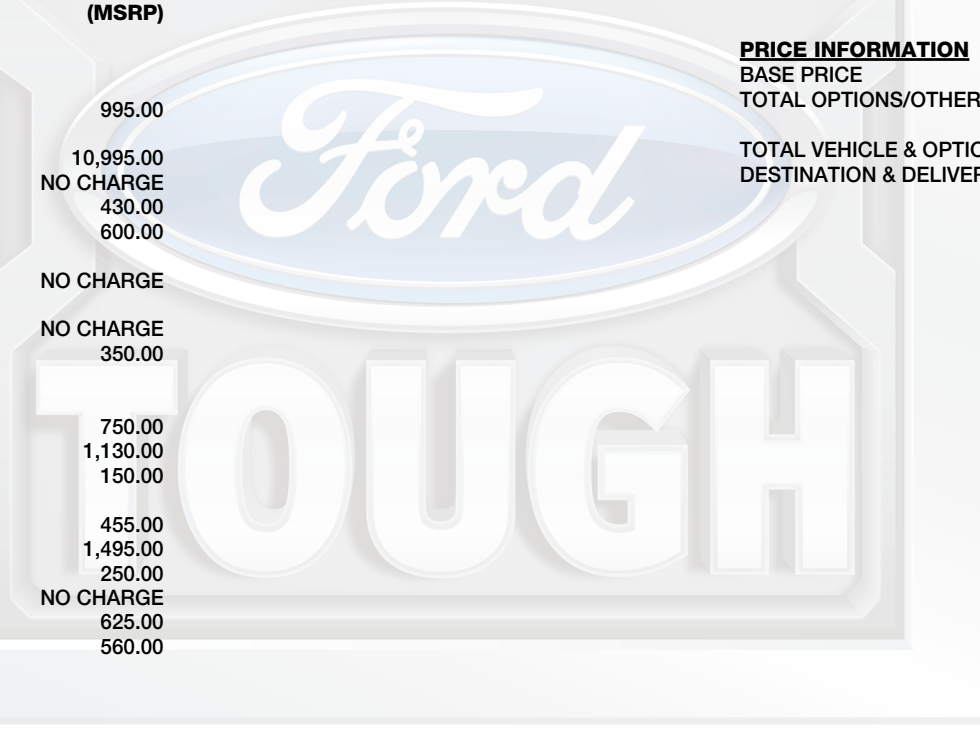 (MSRP)
995.00
10,995.00
NO CHARGE
430.00
600.00
NO CHARGE
NO CHARGE
350.00
750.00
1,130.00
150.00
455.00
1,495.00
250.00
NO CHARGE
625.00
560.00
PRICE INFORMATION
BASE PRICE
TOTAL OPTIONS/OTHER
TOTAL VEHICLE & OPTIO
DESTINATION & DELIVER
Ford
TOUGH